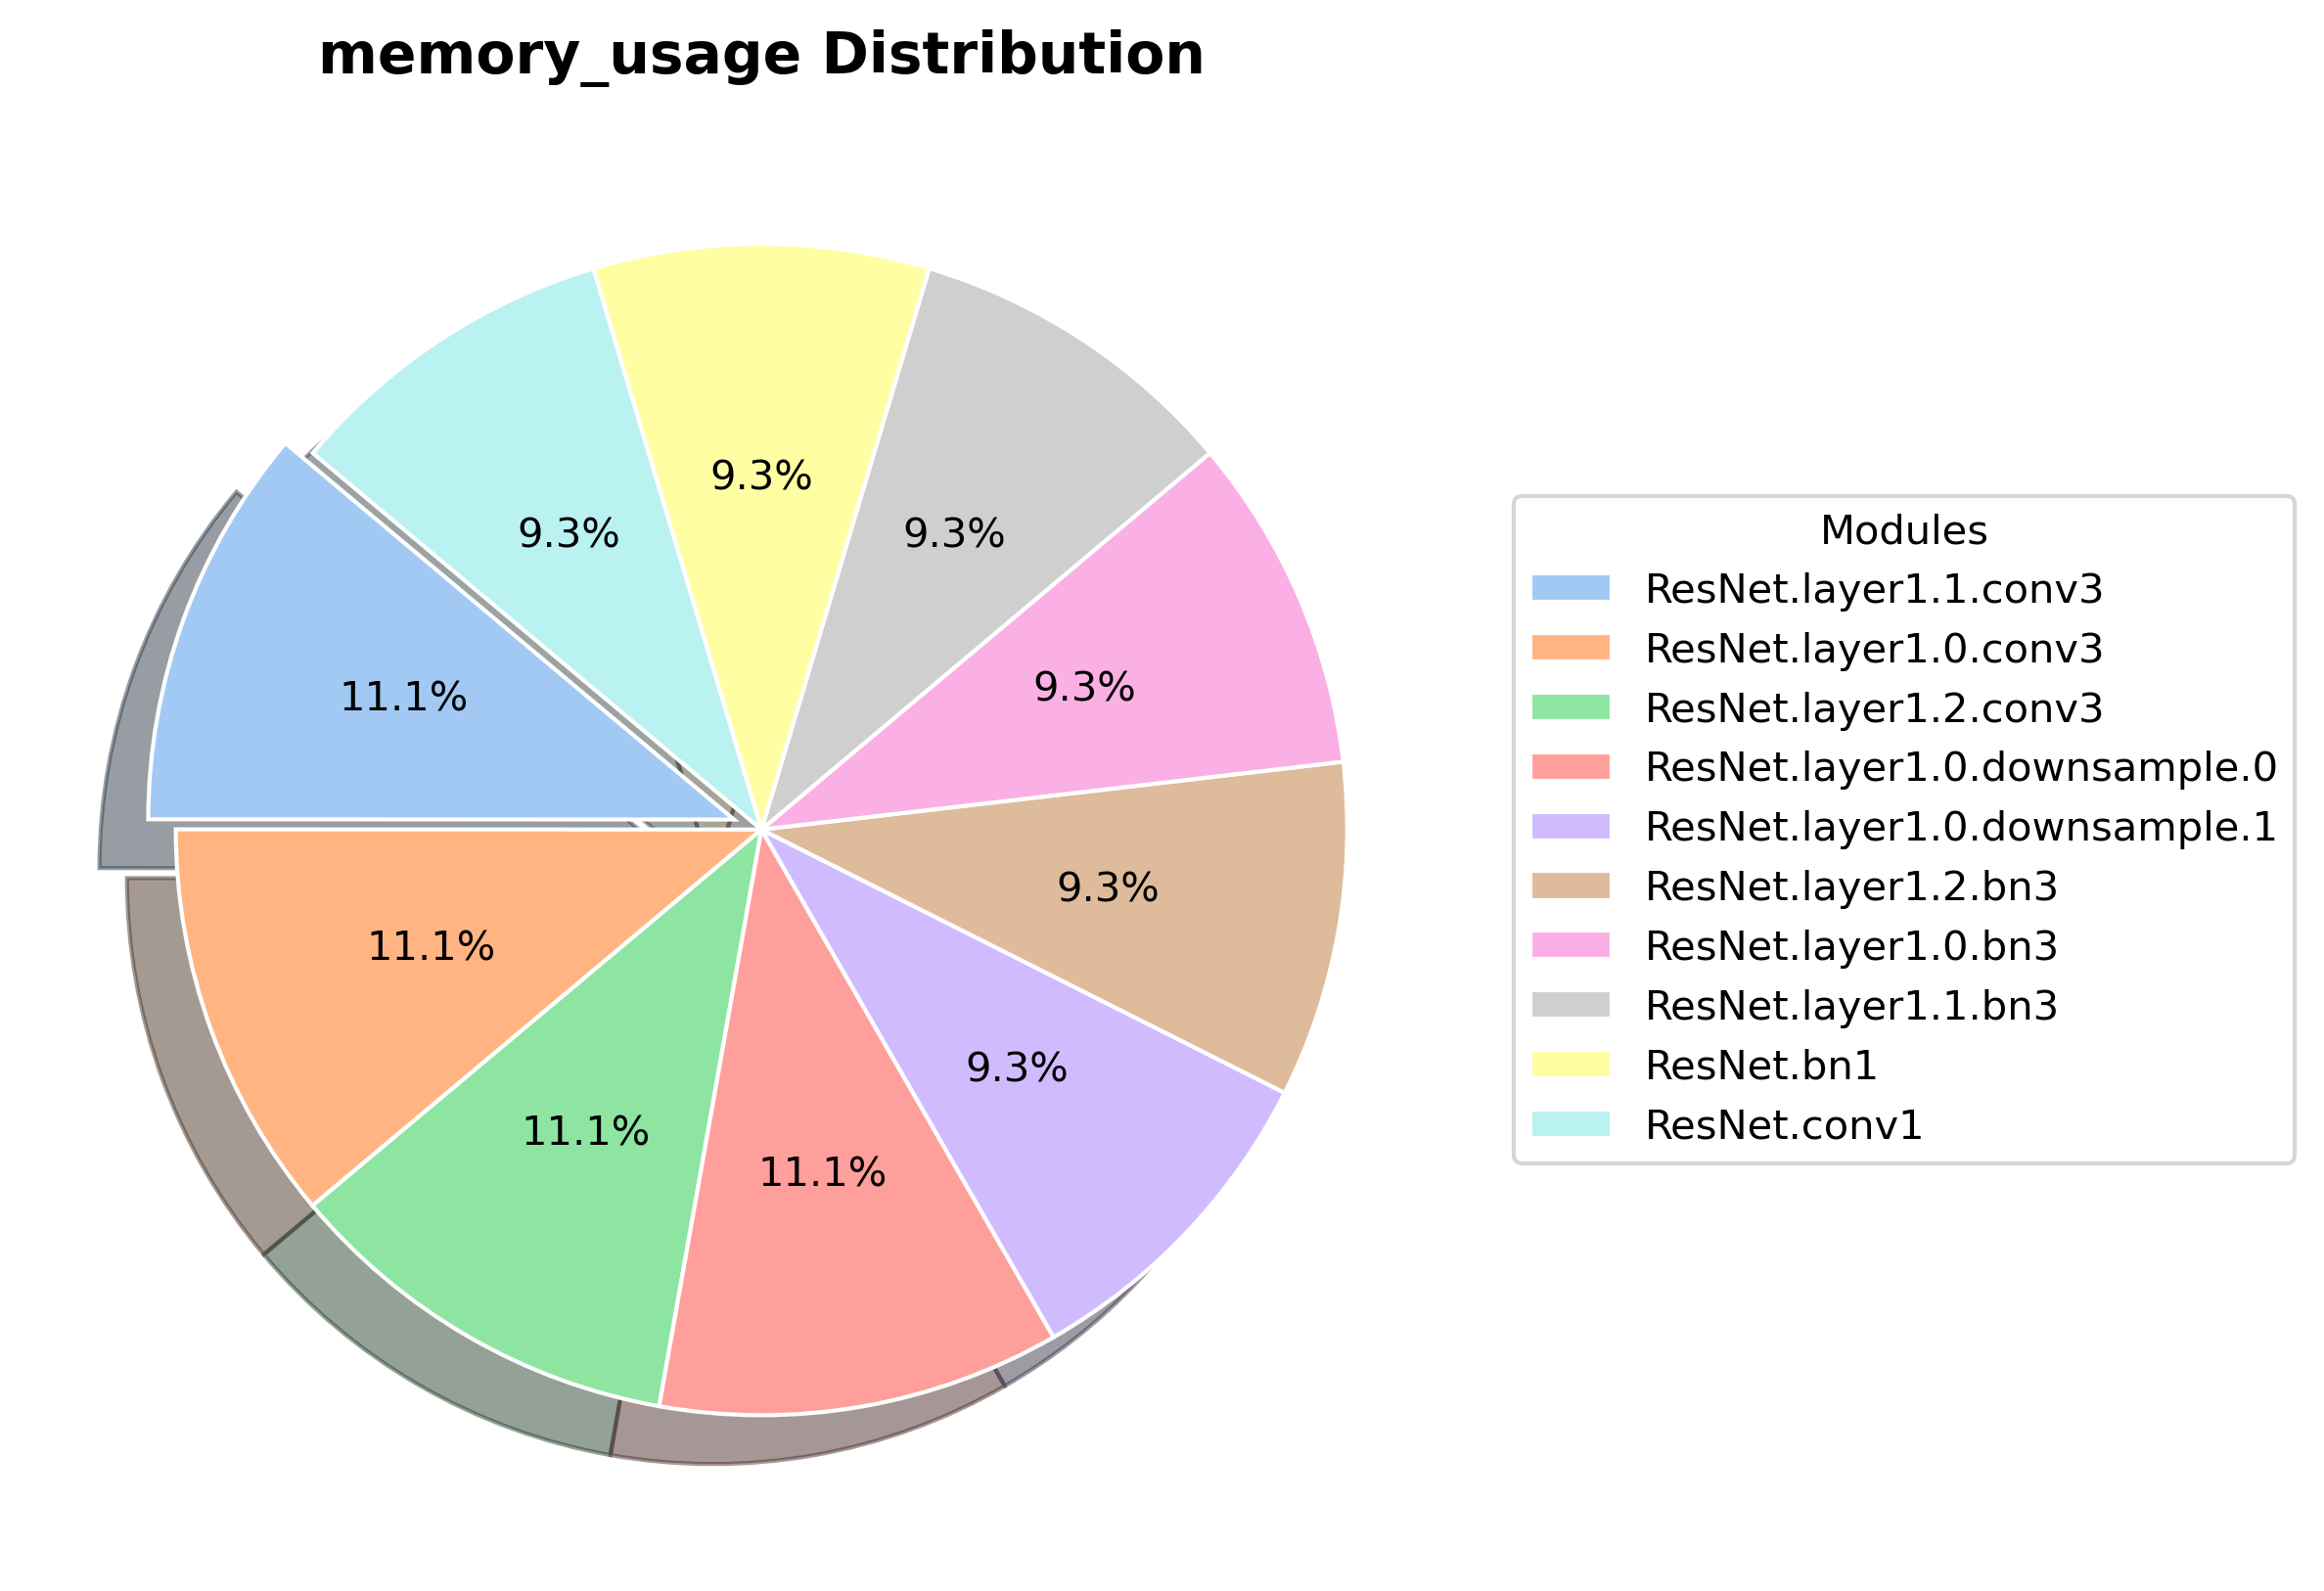 memory_usage Distribution
9.3%
9.3%
9.3%
9.3%
11.1%
9.3%
11.1%
9.3%
11.1%
11.1%
Modules
ResNet.layer1.1.conv3
ResNet.layer1.0.conv3
ResNet.layer1.2.conv3
ResNet.layer1.0.downsample.0
ResNet.layer1.0.downsample.1
ResNet.layer1.2.bn3
ResNet.layer1.0.bn3
ResNet.layer1.1.bn3
ResNet.bn1
ResNet.conv1